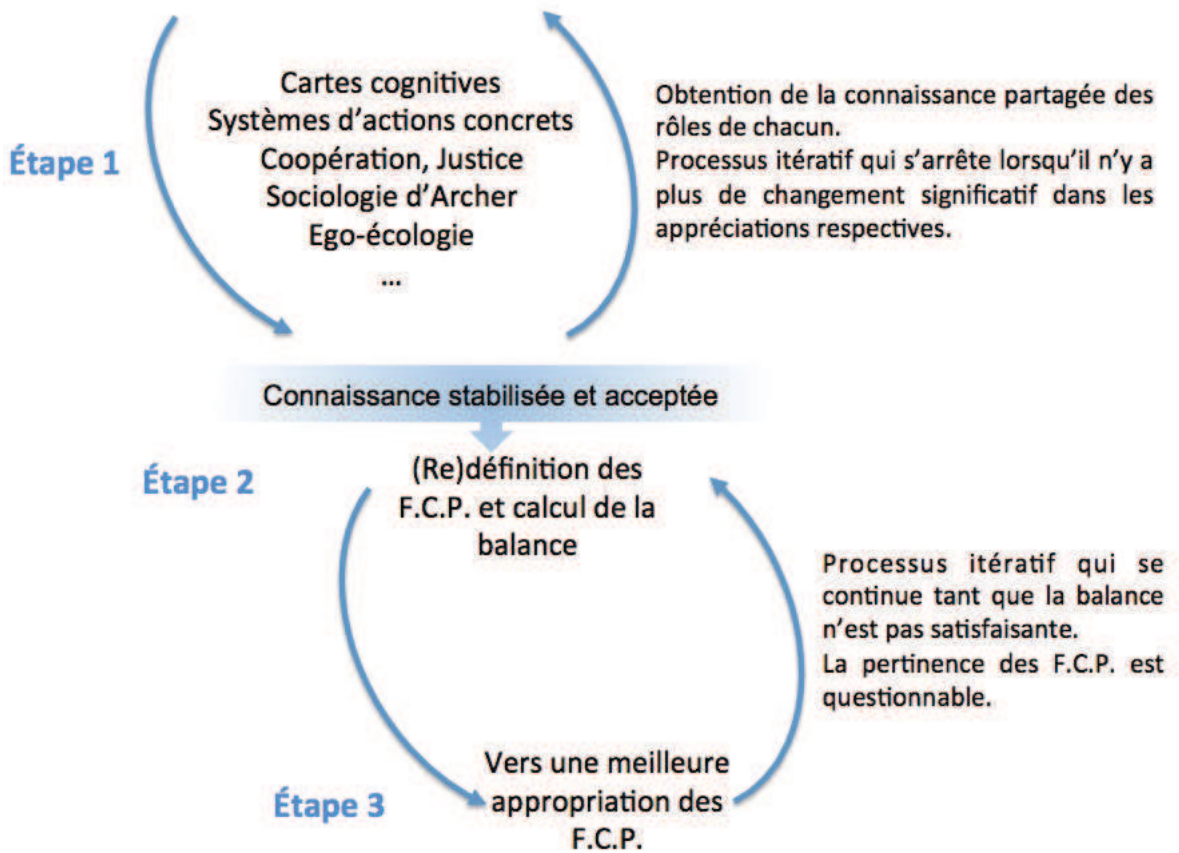 Étape 1
Cartes cognitives
Systèmes d'actions concrets
Coopération, Justice
Sociologie d'Archer
Ego-écologie
...
Obtention de la connaissance partagée des
rôles de chacun.
Processus itératif qui s'arrête lorsqu'il n'y a
plus de changement significatif dans les
appréciations respectives.
Connaissance stabilisée et acceptée
Étape 2
(Re)définition des
F.C.P. et calcul de la
balance
Processus itératif qui se
continue tant que la balance
n'est pas satisfaisante.
La pertinence des F.C.P. est
questionnable.
Étape 3
Vers une meilleure
appropriation des
F.C.P.